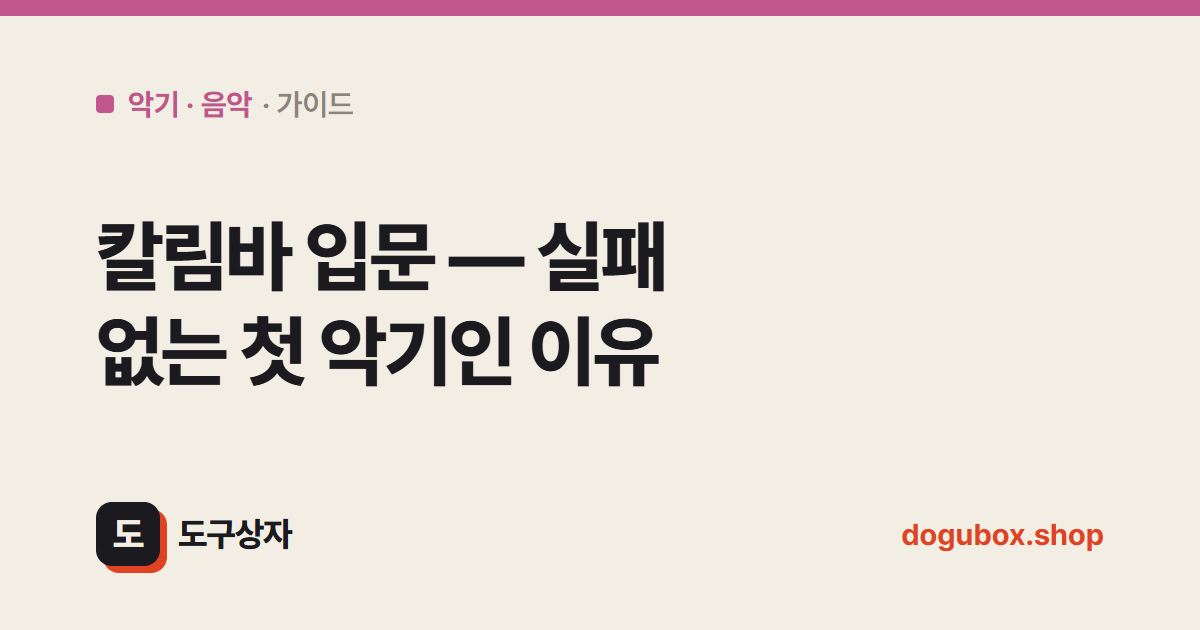 악기 · 음악 · 가이드
칼림바 입문 — 실패
없는 첫 악기인 이유
도 도구상자
dogubox.shop